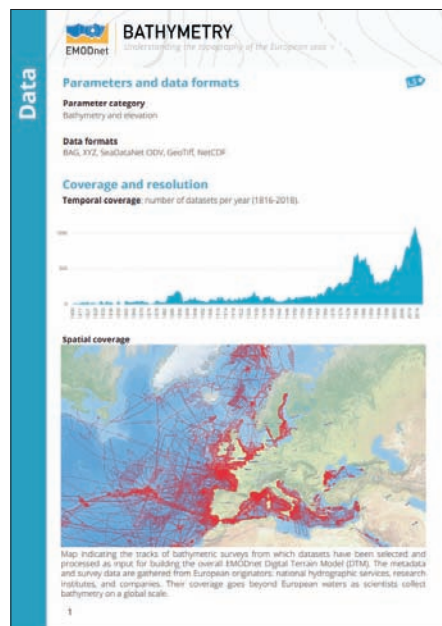 Data
EMODnet
BATHYMETRY
Understanding the topography of the European seas
Parameters and data formats
Parameter category
Bathymetry and elevation
Data formats
BAG, XYZ, SeaDataNet ODV, GeoTiff, NetCDF
Coverage and resolution
Temporal coverage: number of datasets per year (1816-2018).
1000
500
0
Spatial coverage
Map indicating the tracks of bathymetric surveys from which datasets have been selected and
processed as input for building the overall EMODnet Digital Terrain Model (DTM). The metadata
and survey data are gathered from European originators: national hydrographic services, research
institutes, and companies. Their coverage goes beyond European waters as scientists collect
bathymetry on a global scale.
1